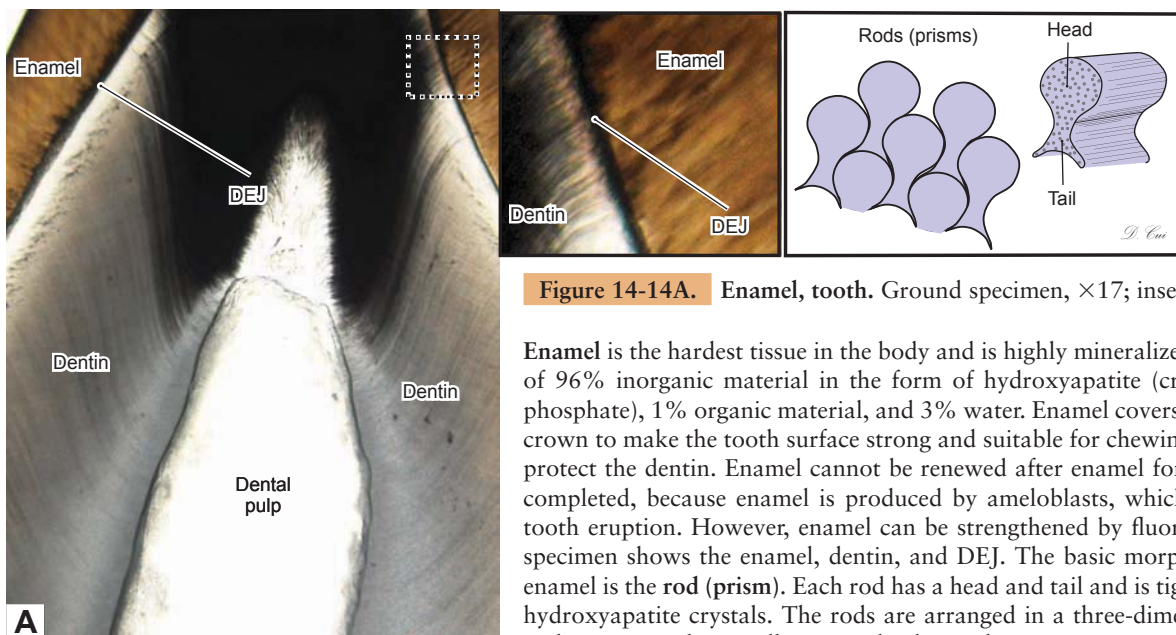 Enamel
DEJ
Dentin
Dentin
Dental
pulp
A
Enamel
Dentin
DEJ
Rods (prisms)
Head
Tail
D. Cui
Figure 14-14A. Enamel, tooth. Ground specimen, ×17; inse
Enamel is the hardest tissue in the body and is highly mineralize
of 96% inorganic material in the form of hydroxyapatite (cr
phosphate), 1% organic material, and 3% water. Enamel covers
crown to make the tooth surface strong and suitable for chewin
protect the dentin. Enamel cannot be renewed after enamel for
completed, because enamel is produced by ameloblasts, which
tooth eruption. However, enamel can be strengthened by fluor
specimen shows the enamel, dentin, and DEJ. The basic morp
enamel is the rod (prism). Each rod has a head and tail and is tig
hydroxyapatite crystals. The rods are arranged in a three-dime